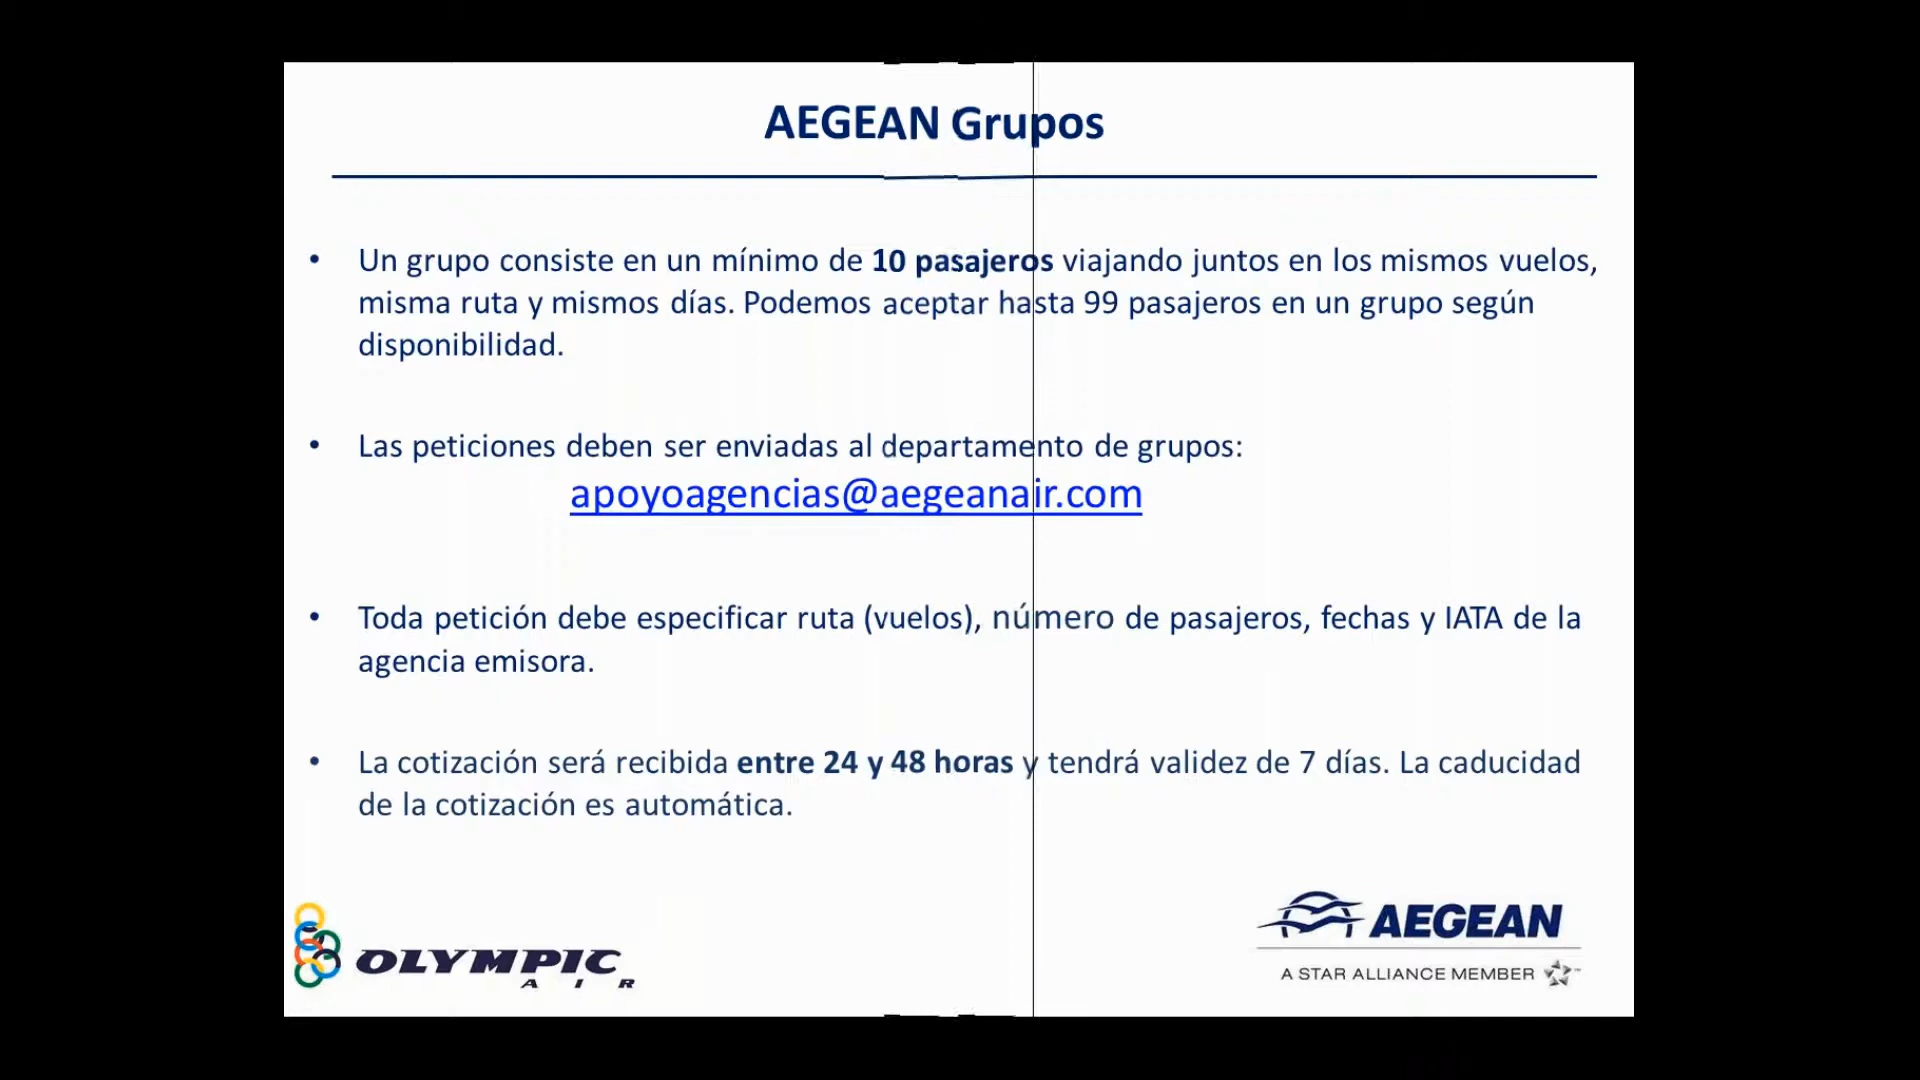 AEGEAN Grupos
• Un grupo consiste en un mínimo de 10 pasajeros viajando juntos en los mismos vuelos,
misma ruta y mismos días. Podemos aceptar hasta 99 pasajeros en un grupo según
disponibilidad.
• Las peticiones deben ser enviadas al departamento de grupos:
apoyoagencias@aegeanair.com
• Toda petición debe especificar ruta (vuelos), número de pasajeros, fechas y IATA de la
agencia emisora.
• La cotización será recibida entre 24 y 48 horas y tendrá validez de 7 días. La caducidad
de la cotización es automática.
OLYMPIC
AIR
AEGEAN
A STAR ALLIANCE MEMBER